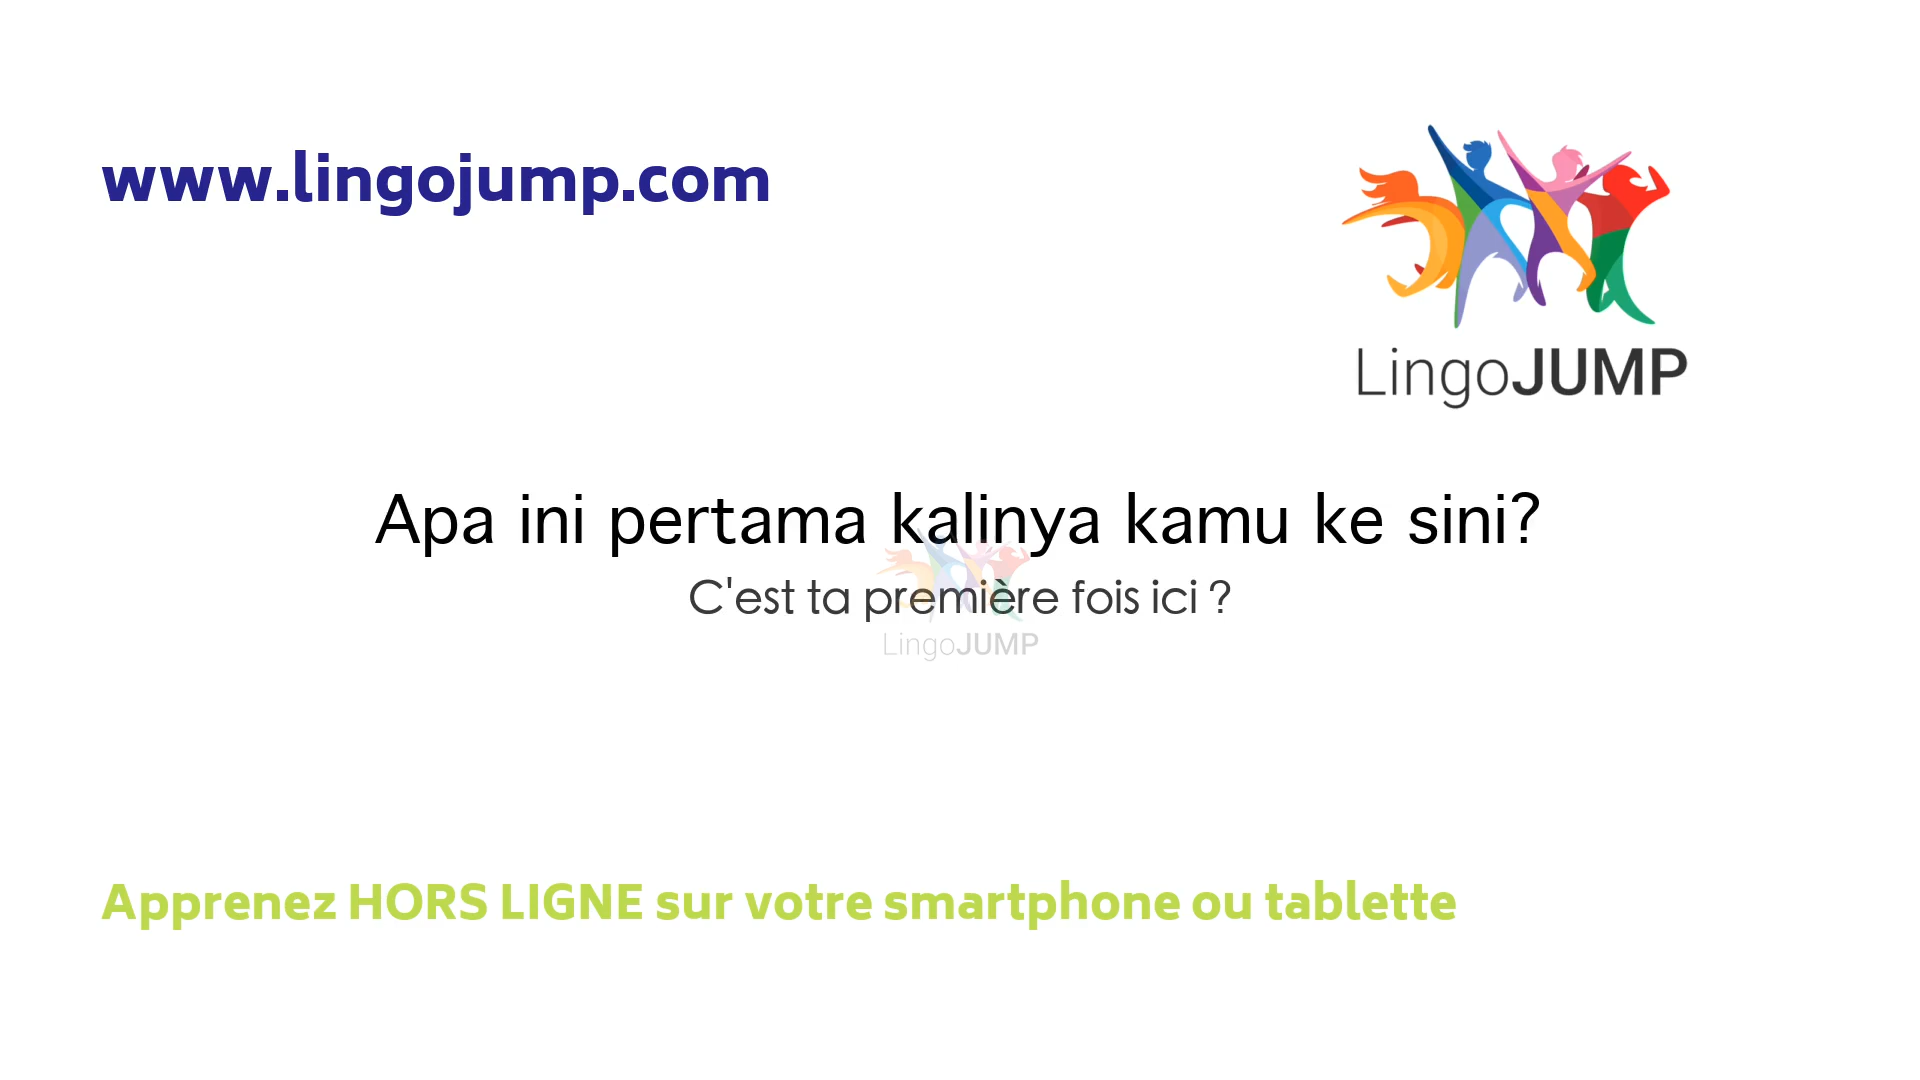 www.lingojump.com
LingoJUMP
Apa ini pertama kalinya kamu ke sini?
C'est ta première fois ici ?
LingoJUMP
Apprenez HORS LIGNE sur votre smartphone ou tablette